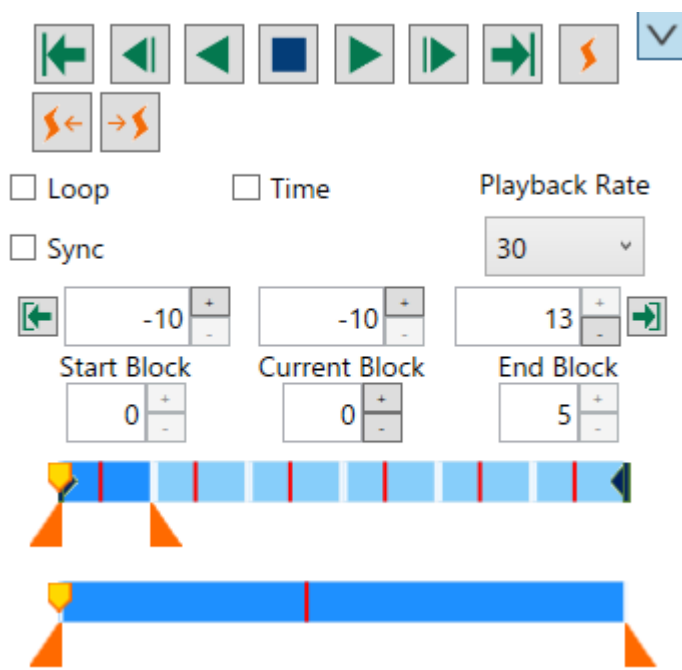 Loop Time Playback Rate
Sync 30
-10 + - -10 + - 13 + -
Start Block Current Block End Block
0 + - 0 + - 5 + -